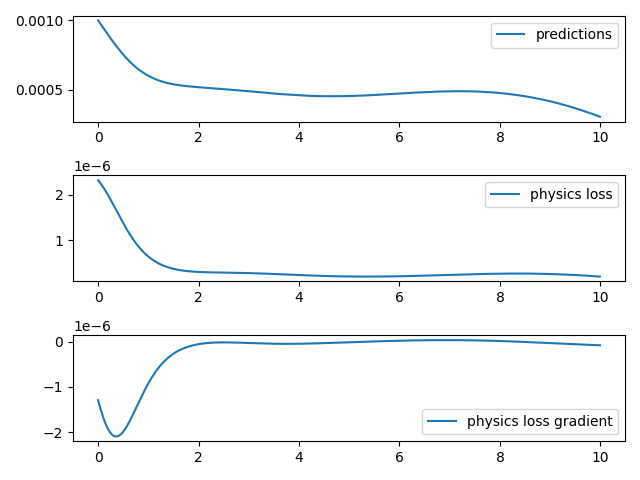 0.0010
predictions
0.0005
0 2 4 6 8 10
1e−6
2
physics loss
1
0 2 4 6 8 10
1e−6
0
−1
physics loss gradient
−2
0 2 4 6 8 10